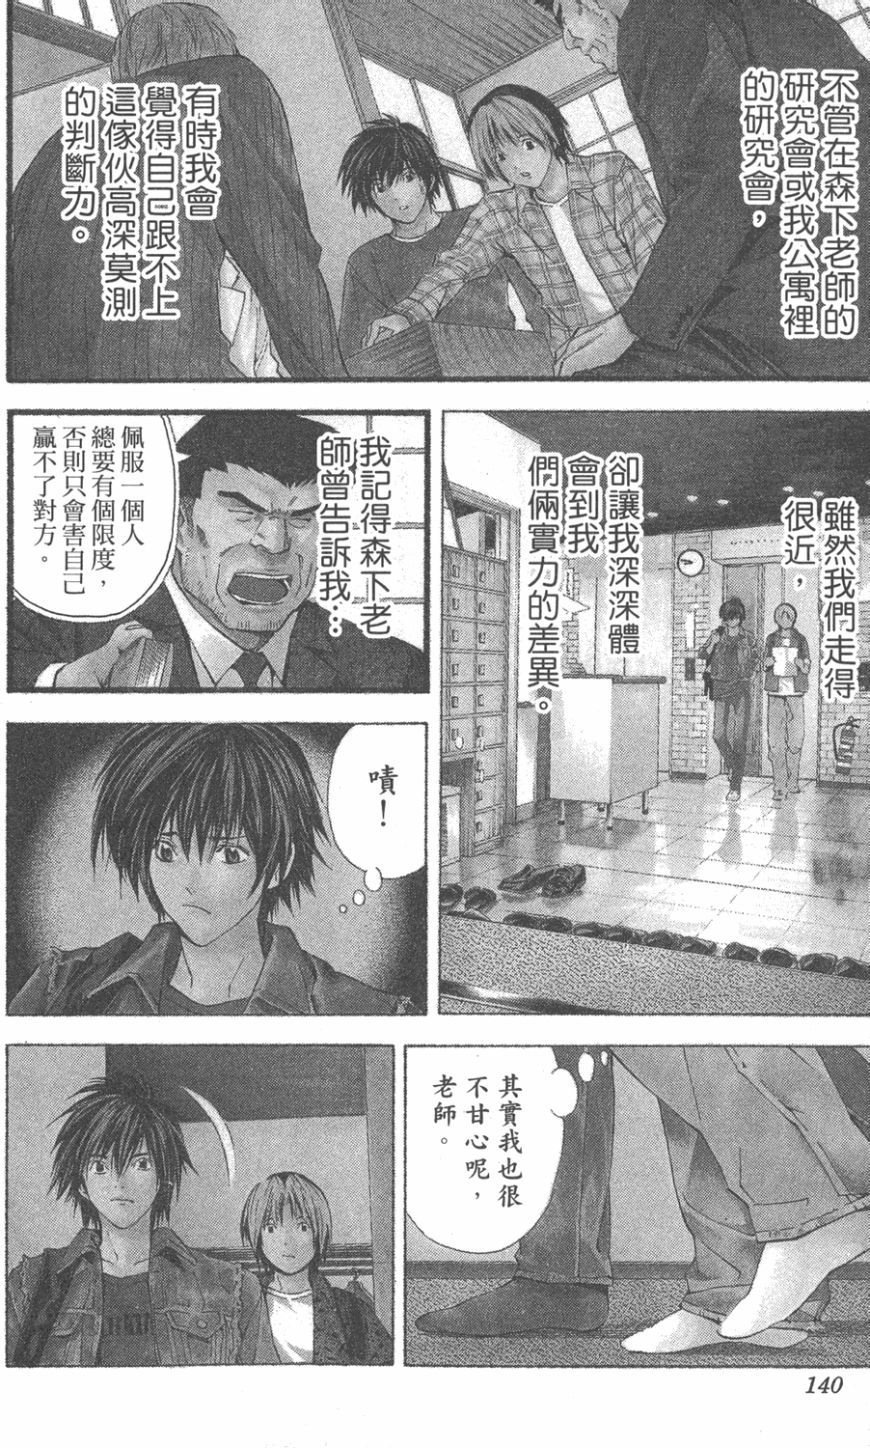 不管在森下老師的
研究會或我公寓裡
的研究會，
有時我會
覺得自己跟不上
這傢伙高深莫測
的判斷力。
雖然我們走得
很近，
卻讓我深深體
會到我
們倆實力的差異。
我記得森下老
師曾告訴我…
佩服一個人
總要有個限度，
否則只會害自己
贏不了對方。
嘖！
其實我也很
不甘心呢，
老師。
140